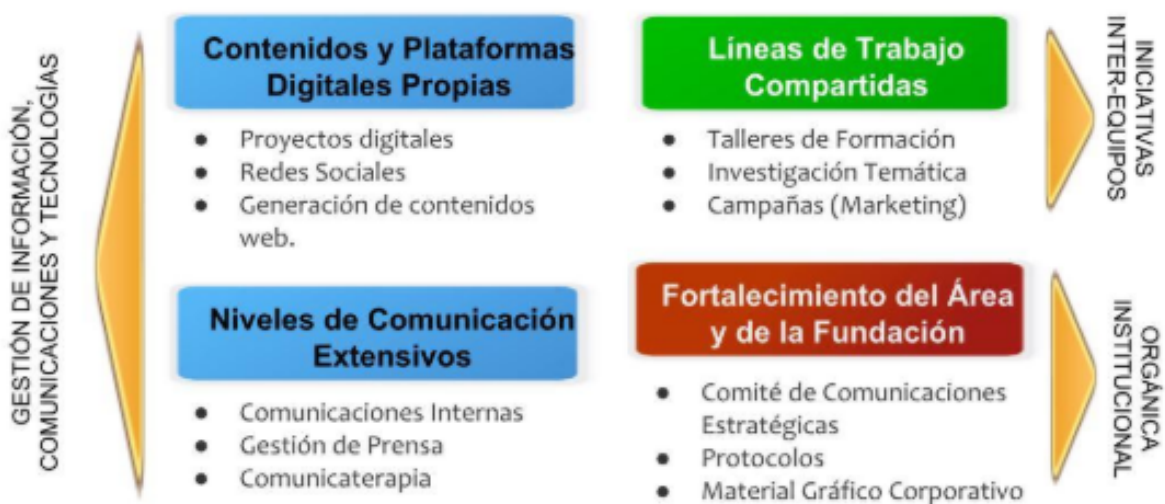 GESTIÓN DE INFORMACIÓN,
COMUNICACIONES Y TECNOLOGÍAS
Contenidos y Plataformas
Digitales Propias
● Proyectos digitales
● Redes Sociales
● Generación de contenidos
web.
Niveles de Comunicación
Extensivos
● Comunicaciones Internas
● Gestión de Prensa
● Comunicaterapia
Líneas de Trabajo
Compartidas
● Talleres de Formación
● Investigación Temática
● Campañas (Marketing)
INICIATIVAS
INTER-EQUIPOS
Fortalecimiento del Área
y de la Fundación
● Comité de Comunicaciones
Estratégicas
● Protocolos
● Material Gráfico Corporativo
ORGÁNICA
INSTITUCIONAL